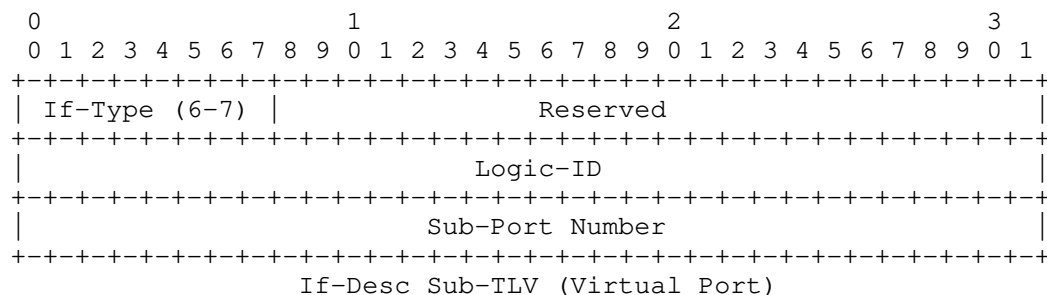 0                   1                   2                   3
 0 1 2 3 4 5 6 7 8 9 0 1 2 3 4 5 6 7 8 9 0 1 2 3 4 5 6 7 8 9 0 1
+-+-+-+-+-+-+-+-+-+-+-+-+-+-+-+-+-+-+-+-+-+-+-+-+-+-+-+-+-+-+-+-+
| If-Type (6-7) |                Reserved                       |
+-+-+-+-+-+-+-+-+-+-+-+-+-+-+-+-+-+-+-+-+-+-+-+-+-+-+-+-+-+-+-+-+
|                            Logic-ID                           |
+-+-+-+-+-+-+-+-+-+-+-+-+-+-+-+-+-+-+-+-+-+-+-+-+-+-+-+-+-+-+-+-+
|                         Sub-Port Number                       |
+-+-+-+-+-+-+-+-+-+-+-+-+-+-+-+-+-+-+-+-+-+-+-+-+-+-+-+-+-+-+-+-+
                  If-Desc Sub-TLV (Virtual Port)